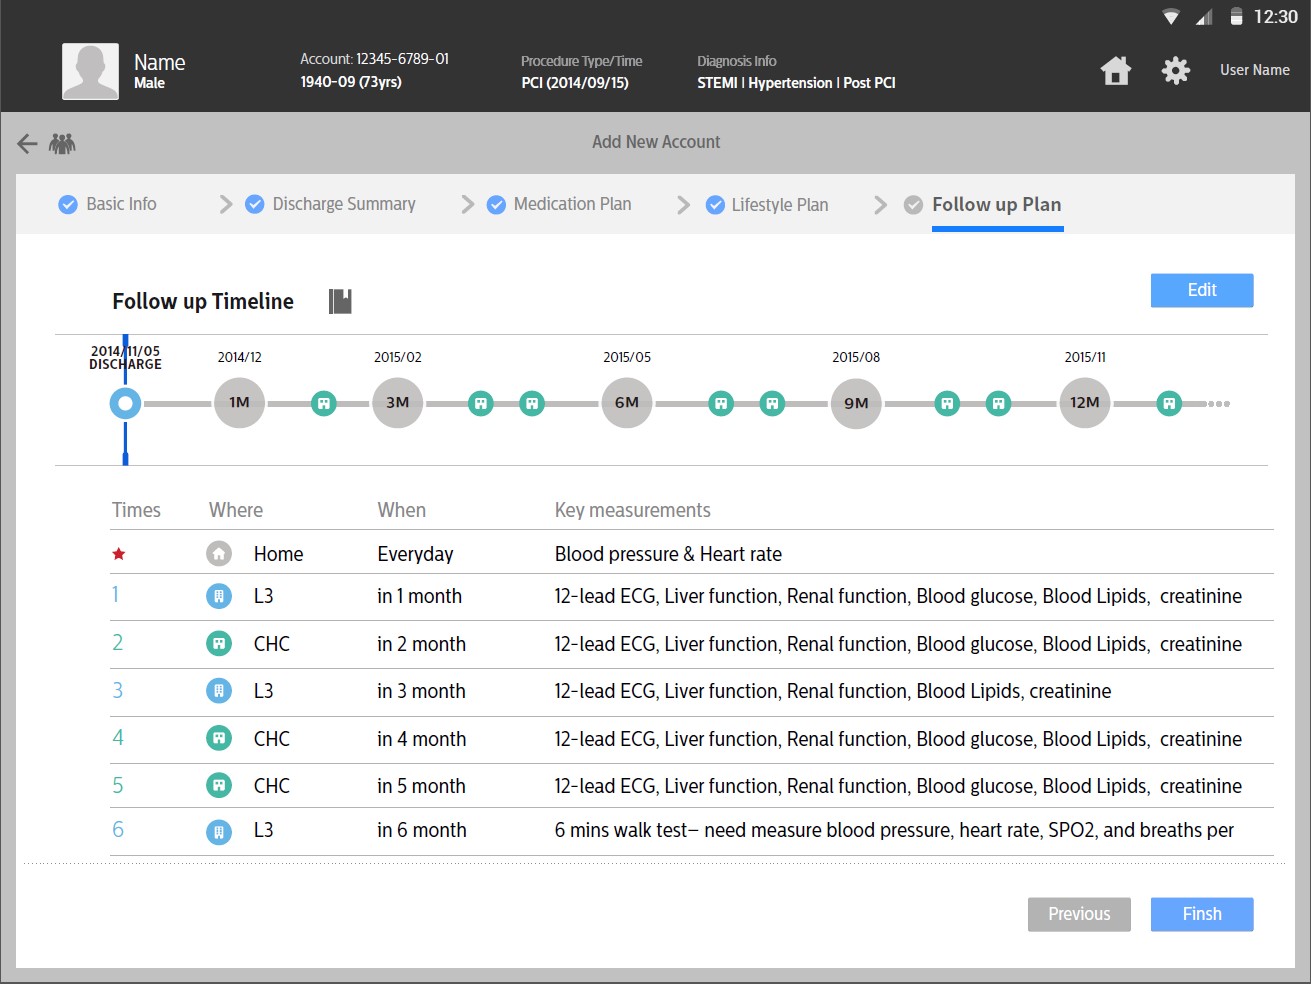 12:30
Name
Male
Account: 12345-6789-01
1940-09 (73yrs)
Procedure Type/Time
PCI (2014/09/15)
Diagnosis Info
STEMI | Hypertension | Post PCI
User Name
Add New Account
Basic Info
Discharge Summary
Medication Plan
Lifestyle Plan
Follow up Plan
Follow up Timeline
Edit
2014/11/05
DISCHARGE
2014/12
2015/02
2015/05
2015/08
2015/11
1M
3M
6M
9M
12M
Times Where When Key measurements
Home Everyday Blood pressure & Heart rate
1 L3 in 1 month 12-lead ECG, Liver function, Renal function, Blood glucose, Blood Lipids, creatinine
2 CHC in 2 month 12-lead ECG, Liver function, Renal function, Blood glucose, Blood Lipids, creatinine
3 L3 in 3 month 12-lead ECG, Liver function, Renal function, Blood Lipids, creatinine
4 CHC in 4 month 12-lead ECG, Liver function, Renal function, Blood glucose, Blood Lipids, creatinine
5 CHC in 5 month 12-lead ECG, Liver function, Renal function, Blood glucose, Blood Lipids, creatinine
6 L3 in 6 month 6 mins walk test– need measure blood pressure, heart rate, SPO2, and breaths per
Previous
Finsh